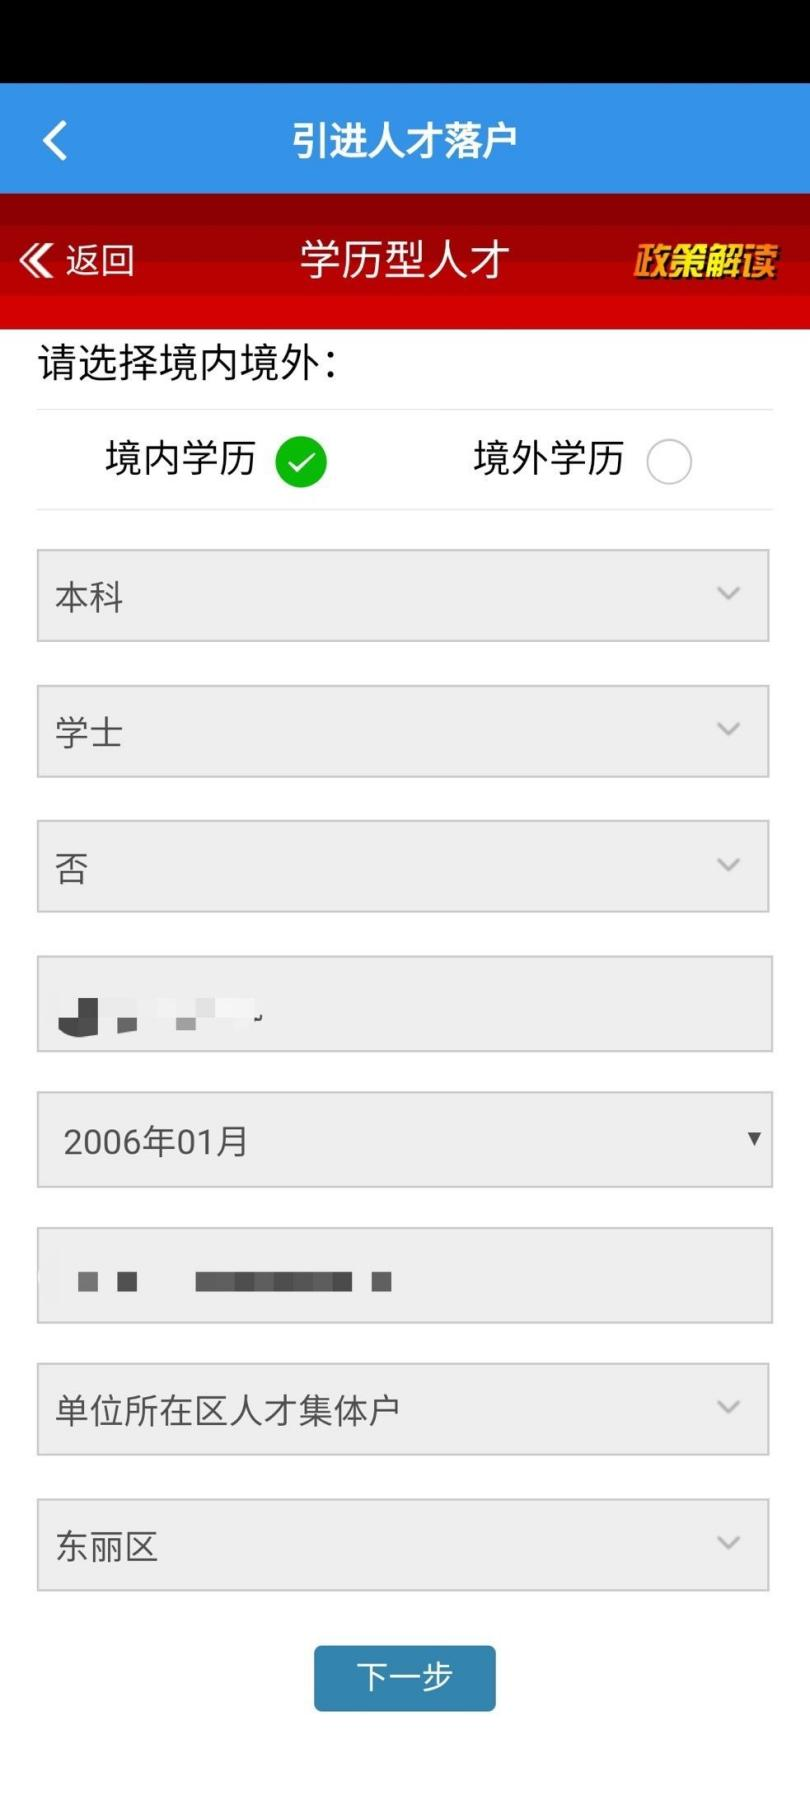 引进人才落户
返回
学历型人才
政策解读
请选择境内境外：
境内学历
境外学历
本科
学士
否
2006年01月
单位所在区人才集体户
东丽区
下一步